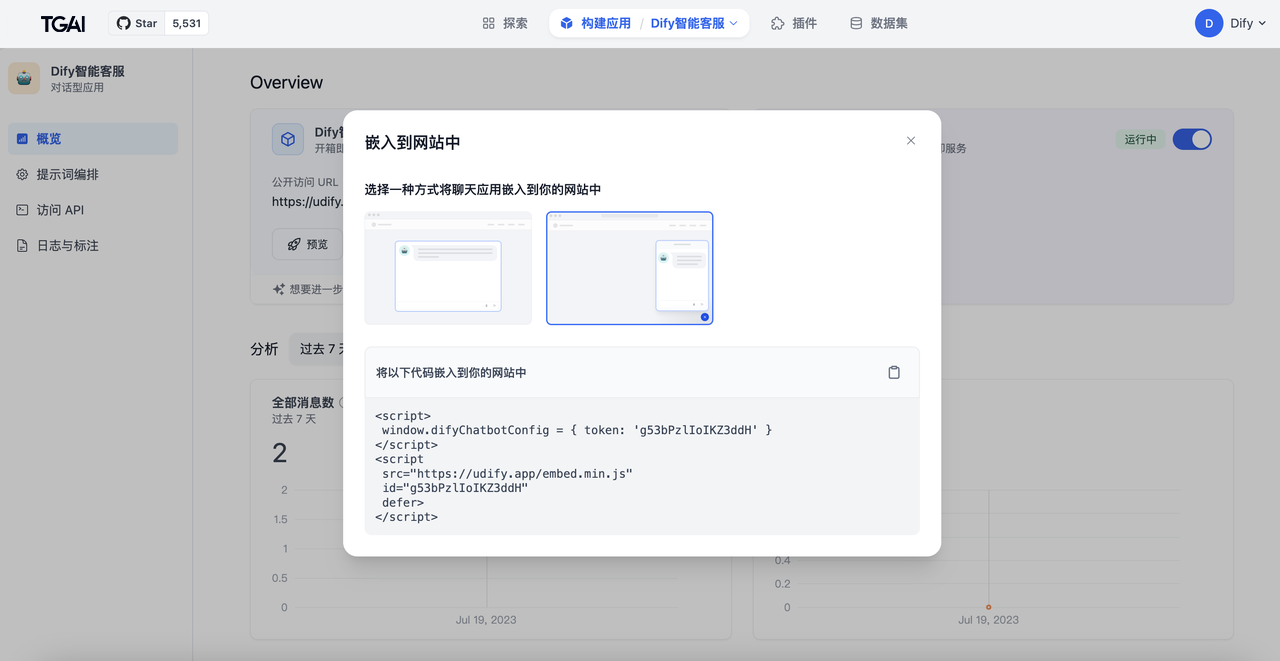 TGAI
Star 5,531
探索
构建应用 / Dify智能客服
插件
数据集
D Dify
Dify智能客服
对话型应用
概览
提示词编排
访问 API
日志与标注
Overview
Dify智
开箱即
公开访问 URL
https://udify.
预览
想要进一步
即服务
运行中
嵌入到网站中
选择一种方式将聊天应用嵌入到你的网站中
将以下代码嵌入到你的网站中
<script>
window.difyChatbotConfig = { token: 'g53bPzlIoIKZ3ddH' }
</script>
<script
src="https://udify.app/embed.min.js"
id="g53bPzlIoIKZ3ddH"
defer>
</script>
分析
过去 7 天
全部消息数
过去 7 天
2
2
1.5
1
0.5
0
Jul 19, 2023
0.4
0.2
0
Jul 19, 2023